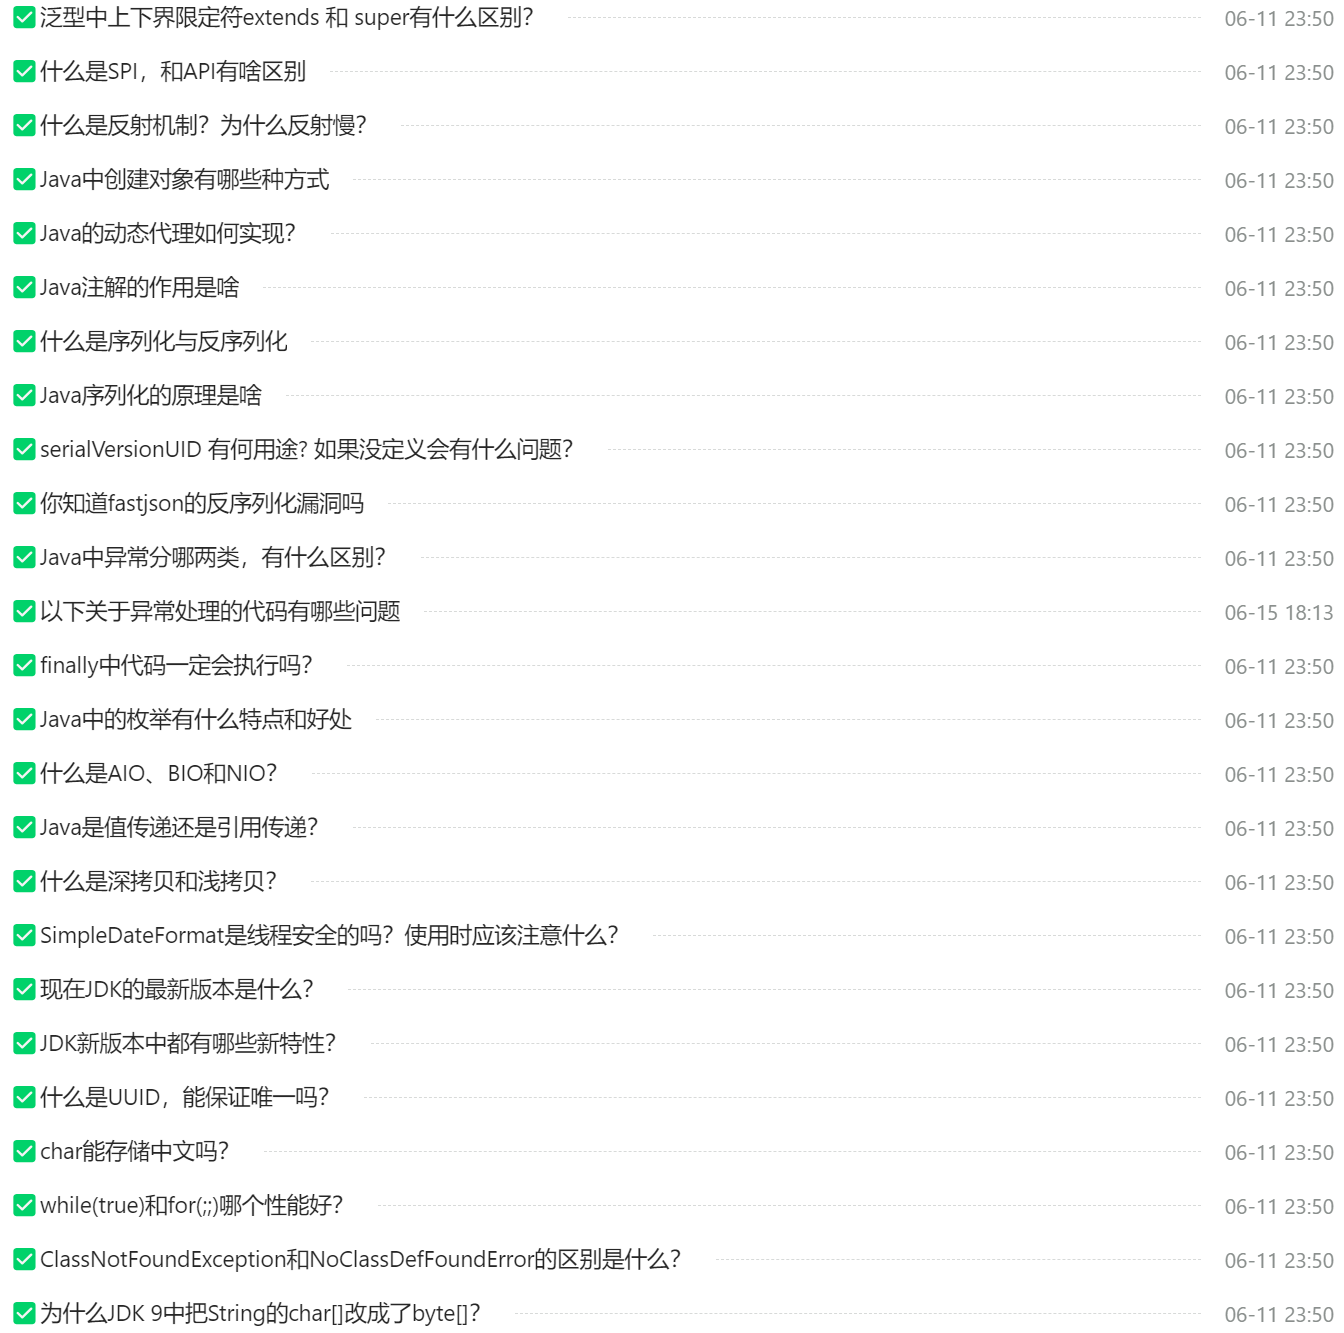 泛型中上下界限定符extends 和 super有什么区别？ 06-11 23:50
什么是SPI，和API有啥区别 06-11 23:50
什么是反射机制？为什么反射慢？ 06-11 23:50
Java中创建对象有哪些种方式 06-11 23:50
Java的动态代理如何实现？ 06-11 23:50
Java注解的作用是啥 06-11 23:50
什么是序列化与反序列化 06-11 23:50
Java序列化的原理是啥 06-11 23:50
serialVersionUID 有何用途? 如果没定义会有什么问题？ 06-11 23:50
你知道fastjson的反序列化漏洞吗 06-11 23:50
Java中异常分哪两类，有什么区别？ 06-11 23:50
以下关于异常处理的代码有哪些问题 06-15 18:13
finally中代码一定会执行吗？ 06-11 23:50
Java中的枚举有什么特点和好处 06-11 23:50
什么是AIO、BIO和NIO？ 06-11 23:50
Java是值传递还是引用传递？ 06-11 23:50
什么是深拷贝和浅拷贝？ 06-11 23:50
SimpleDateFormat是线程安全的吗？使用时应该注意什么？ 06-11 23:50
现在JDK的最新版本是什么？ 06-11 23:50
JDK新版本中都有哪些新特性？ 06-11 23:50
什么是UUID，能保证唯一吗？ 06-11 23:50
char能存储中文吗？ 06-11 23:50
while(true)和for(;;)哪个性能好？ 06-11 23:50
ClassNotFoundException和NoClassDefFoundError的区别是什么？ 06-11 23:50
为什么JDK 9中把String的char[]改成了byte[]？ 06-11 23:50